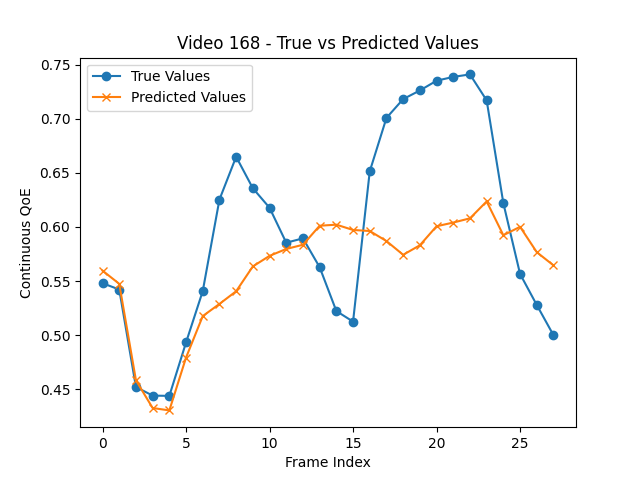 Video 168 - True vs Predicted Values
True Values
Predicted Values
0.75
0.70
0.65
0.60
0.55
0.50
0.45
Continuous QoE
0 5 10 15 20 25
Frame Index